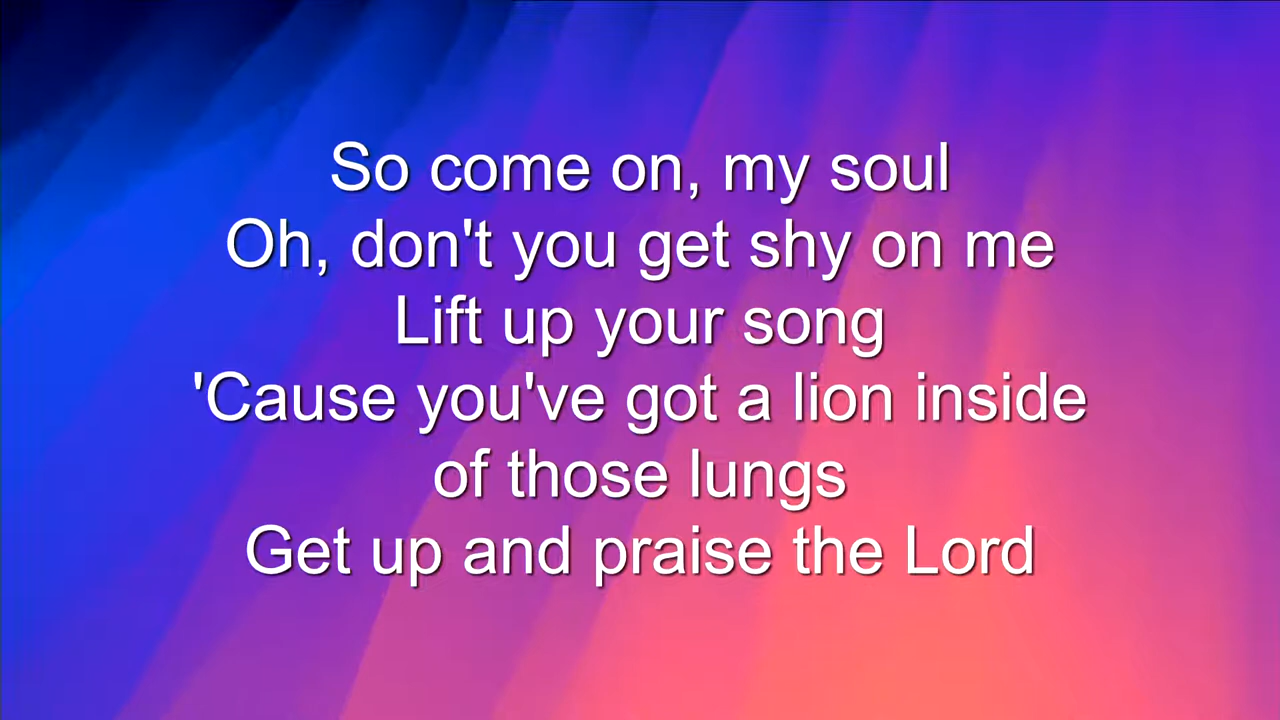 So come on, my soul
Oh, don't you get shy on me
Lift up your song
'Cause you've got a lion inside
of those lungs
Get up and praise the Lord